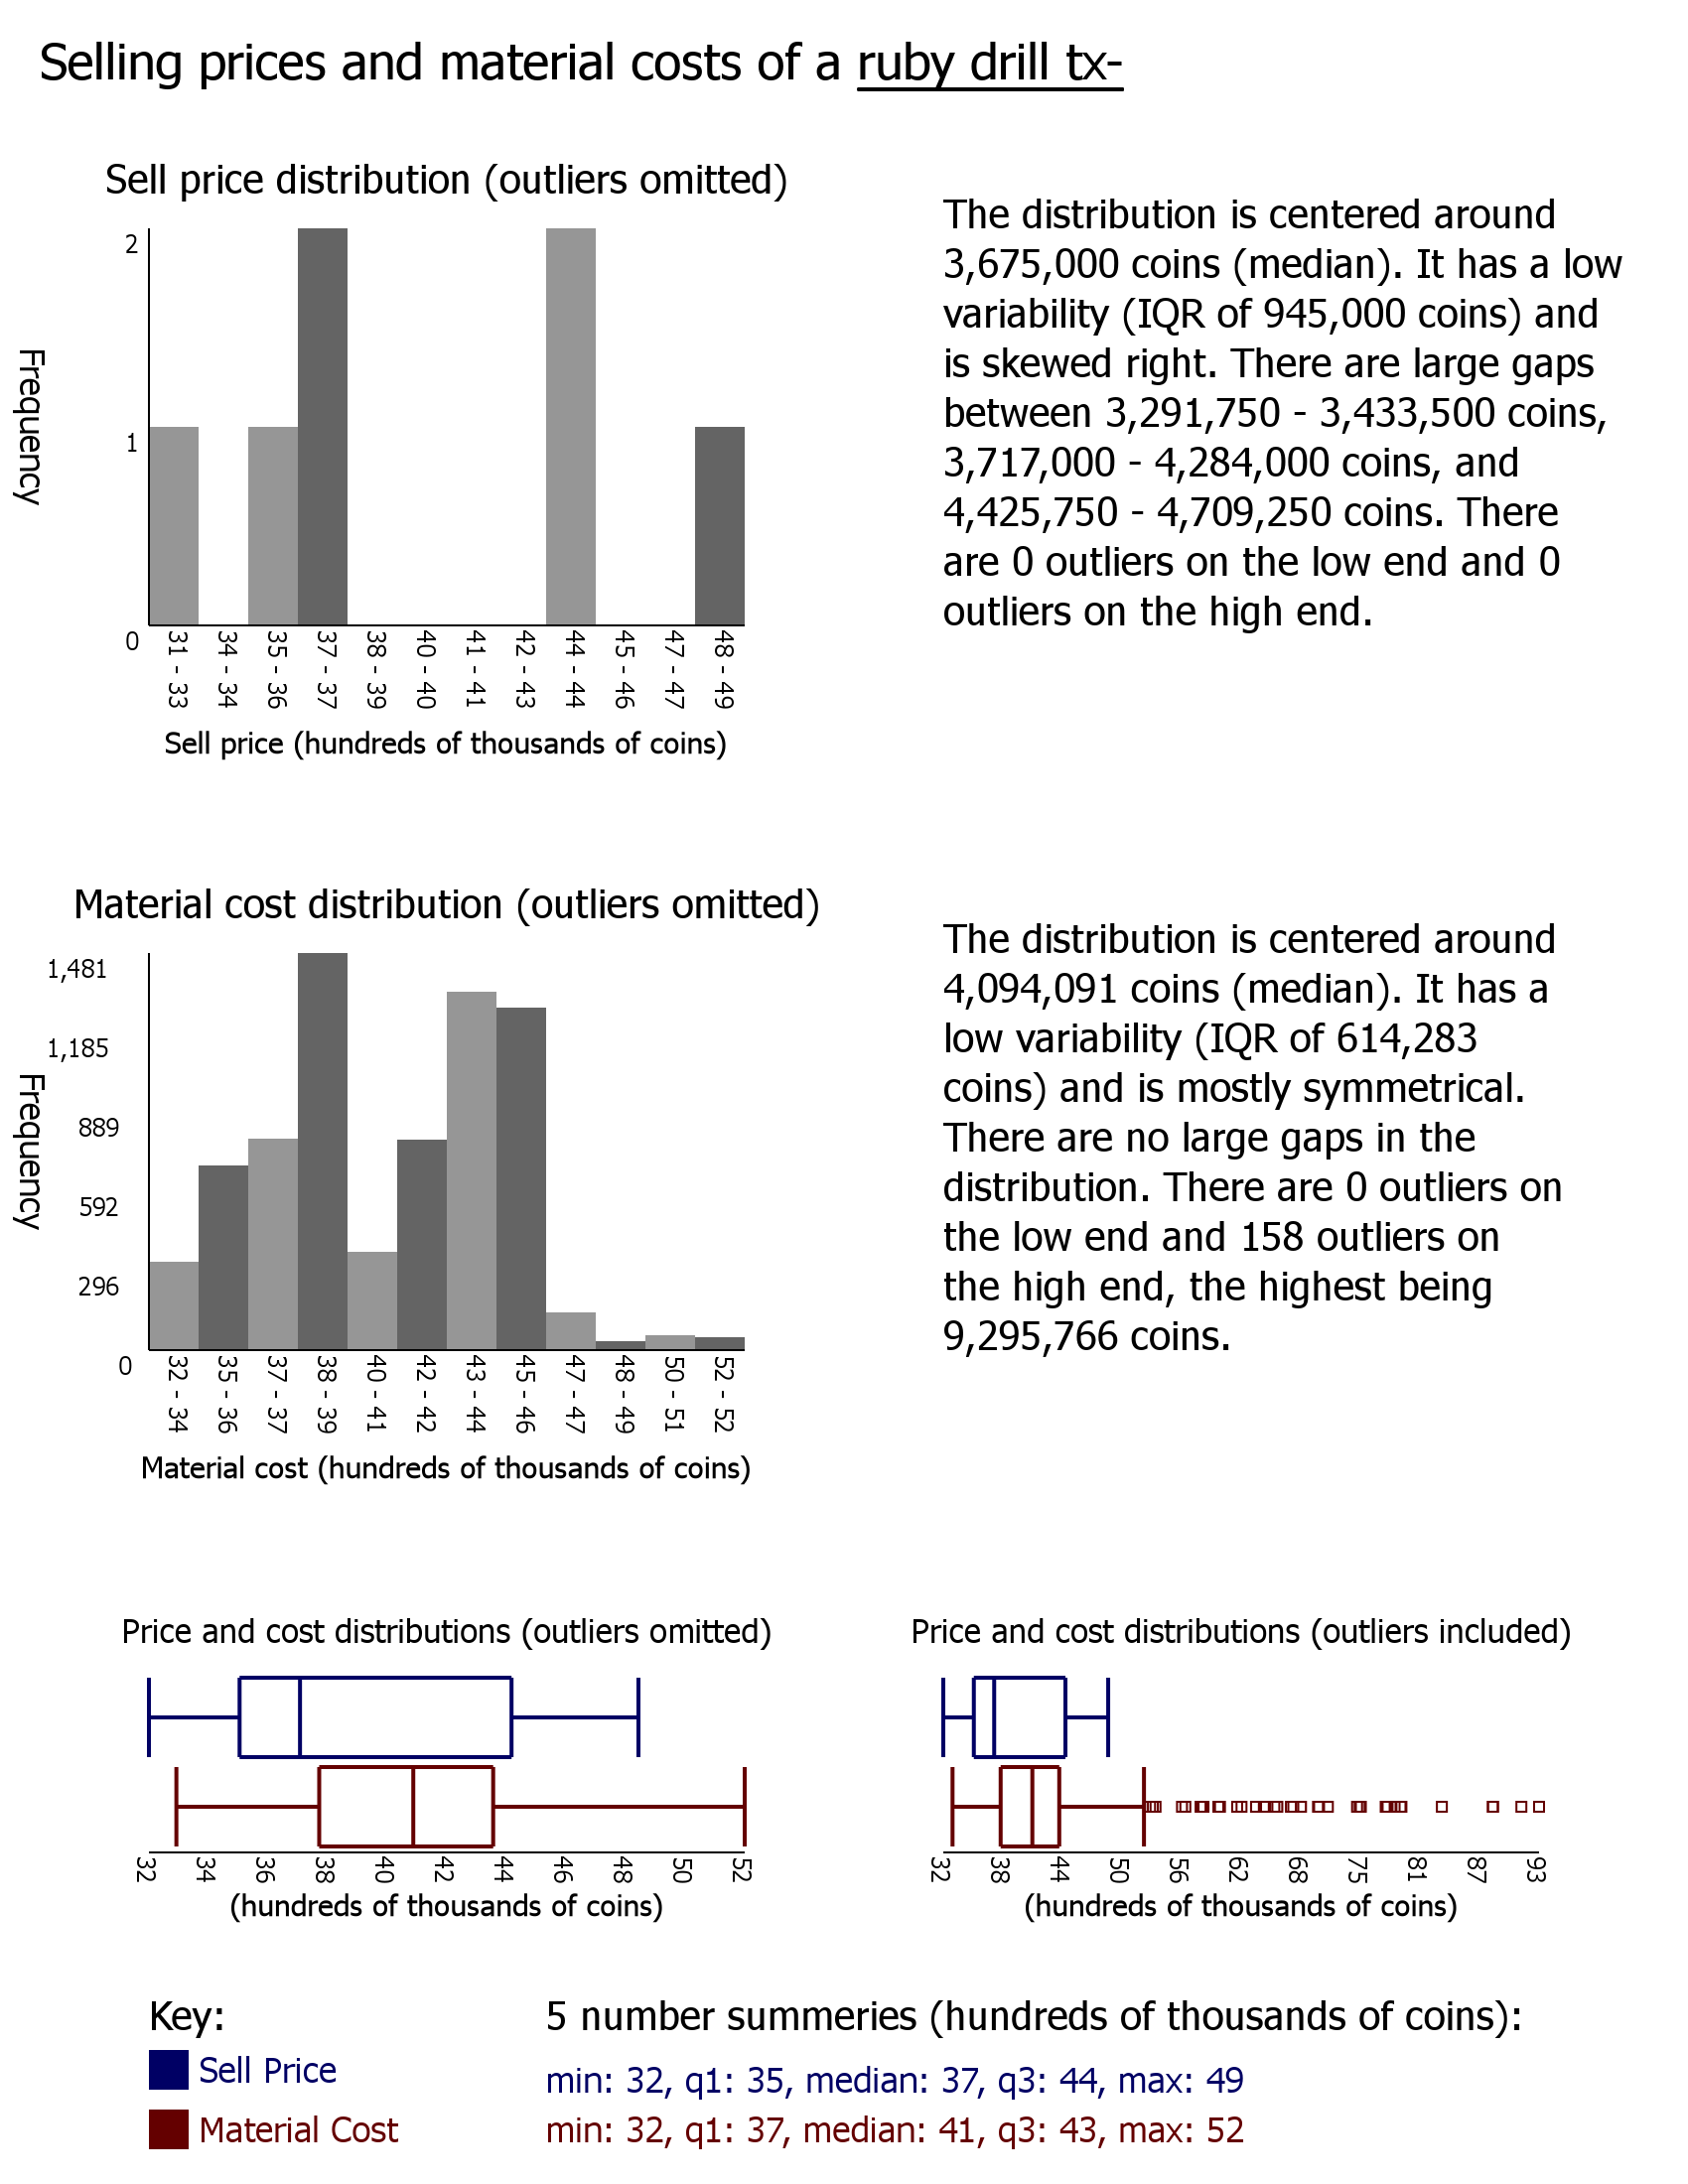 Selling prices and material costs of a ruby drill tx-
Sell price distribution (outliers omitted)
Frequency
2
1
0
31 - 33
34 - 34
35 - 36
37 - 37
38 - 39
40 - 40
41 - 41
42 - 43
44 - 44
45 - 46
47 - 47
48 - 49
Sell price (hundreds of thousands of coins)
The distribution is centered around
3,675,000 coins (median). It has a low
variability (IQR of 945,000 coins) and
is skewed right. There are large gaps
between 3,291,750 - 3,433,500 coins,
3,717,000 - 4,284,000 coins, and
4,425,750 - 4,709,250 coins. There
are 0 outliers on the low end and 0
outliers on the high end.
Material cost distribution (outliers omitted)
Frequency
1,481
1,185
889
592
296
0
32 - 34
35 - 36
37 - 37
38 - 39
40 - 41
42 - 42
43 - 44
45 - 46
47 - 47
48 - 49
50 - 51
52 - 52
Material cost (hundreds of thousands of coins)
The distribution is centered around
4,094,091 coins (median). It has a
low variability (IQR of 614,283
coins) and is mostly symmetrical.
There are no large gaps in the
distribution. There are 0 outliers on
the low end and 158 outliers on
the high end, the highest being
9,295,766 coins.
Price and cost distributions (outliers omitted)
32
34
36
38
40
42
44
46
48
50
52
(hundreds of thousands of coins)
Price and cost distributions (outliers included)
32
38
44
50
56
62
68
75
81
87
93
(hundreds of thousands of coins)
Key:
Sell Price
Material Cost
5 number summeries (hundreds of thousands of coins):
min: 32, q1: 35, median: 37, q3: 44, max: 49
min: 32, q1: 37, median: 41, q3: 43, max: 52